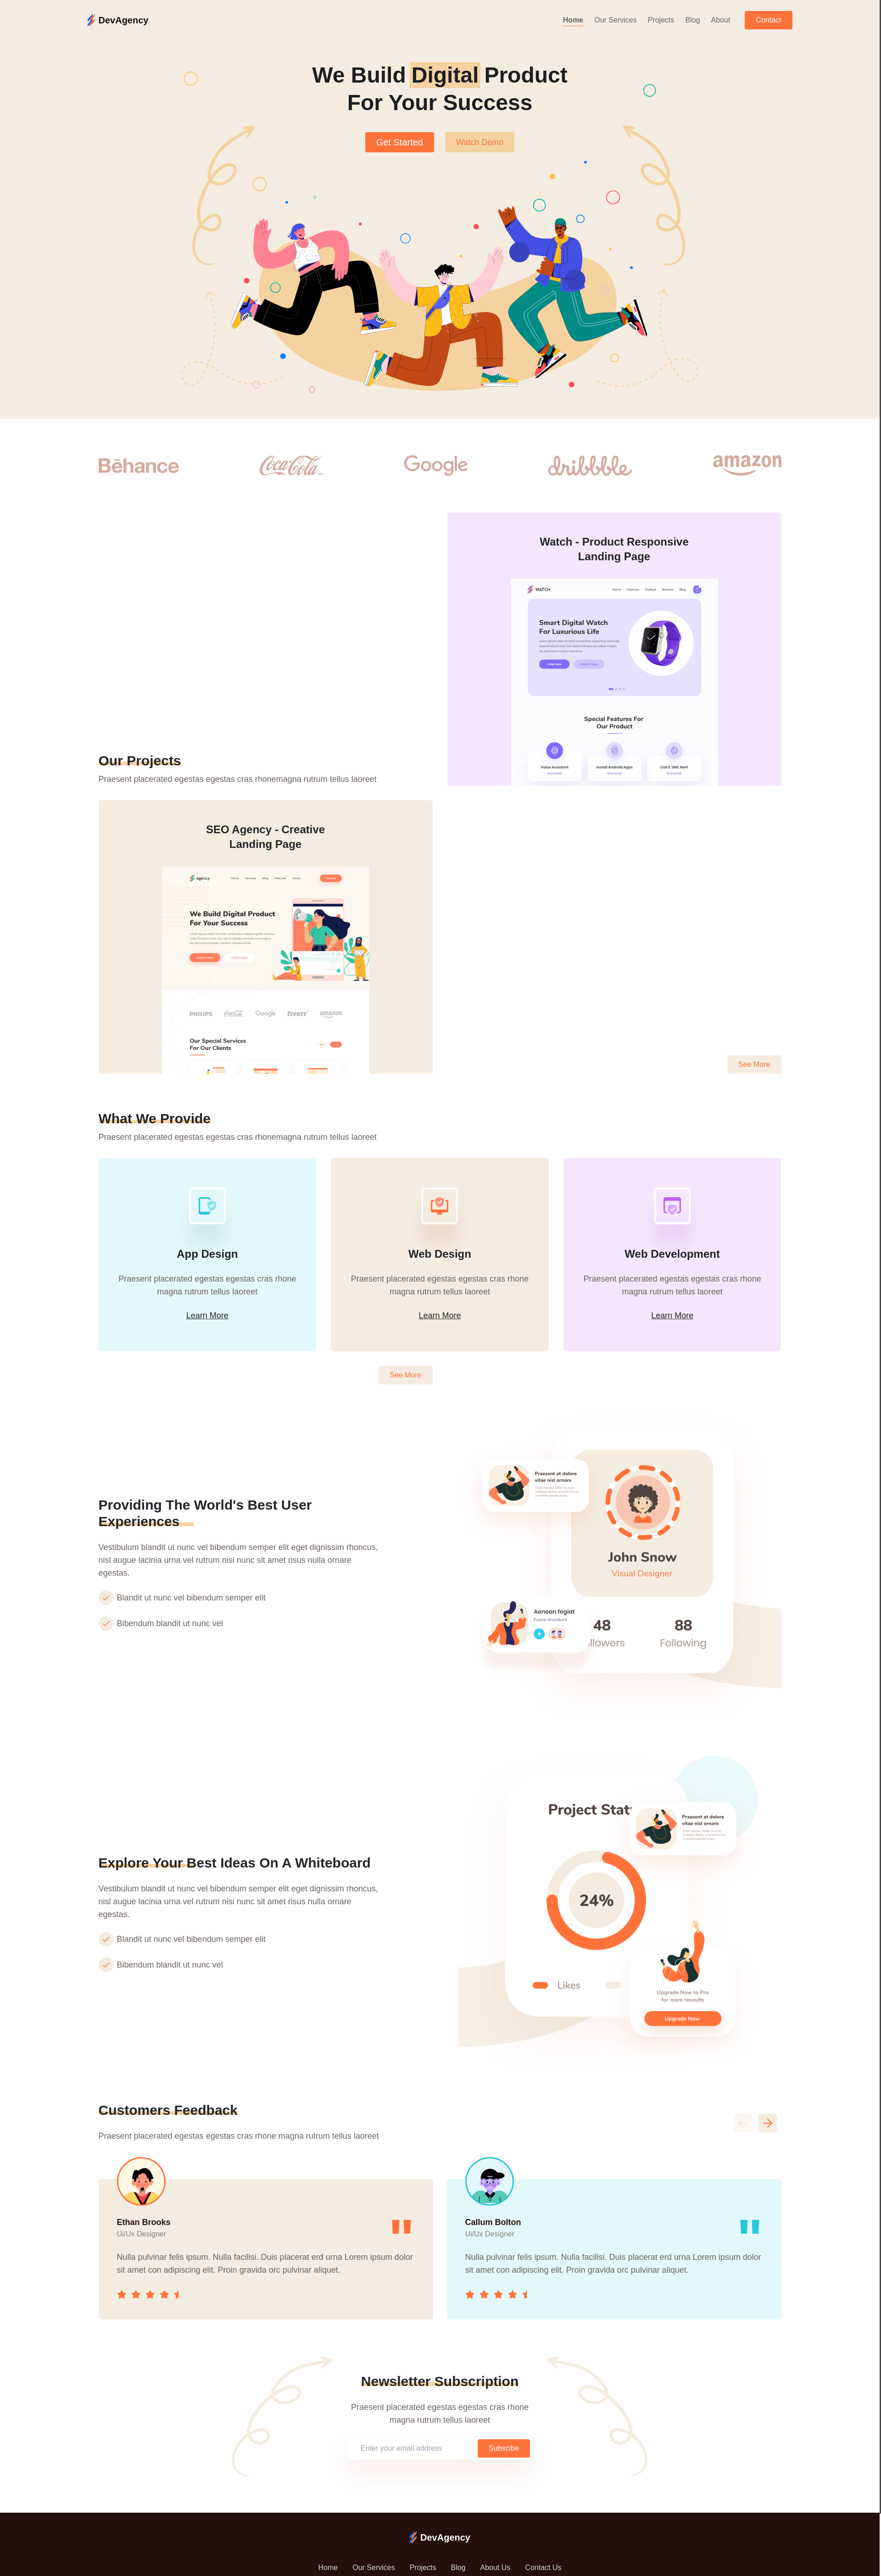 DevAgency
Home Our Services Projects Blog About Contact
We Build Digital Product
For Your Success
Get Started Watch Demo
Bēhance Coca-Cola Google dribbble amazon
Watch - Product Responsive
Landing Page
WATCH
Home Features Product Reviews Blog
Smart Digital Watch
For Luxurious Life
Special Features For
Our Product
Voice Assistant Install Android Apps Call & SMS Alert
Our Projects
Praesent placerated egestas egestas cras rhonemagna rutrum tellus laoreet
SEO Agency - Creative
Landing Page
Agency
Home Services Blog Features About
We Build Digital Product
For Your Success
PHILIPS Coca-Cola Google fiverr amazon
Our Special Services
For Our Clients
See More
What We Provide
Praesent placerated egestas egestas cras rhonemagna rutrum tellus laoreet
App Design
Praesent placerated egestas egestas cras rhone
magna rutrum tellus laoreet
Learn More
Web Design
Praesent placerated egestas egestas cras rhone
magna rutrum tellus laoreet
Learn More
Web Development
Praesent placerated egestas egestas cras rhone
magna rutrum tellus laoreet
Learn More
See More
Providing The World's Best User
Experiences
Vestibulum blandit ut nunc vel bibendum semper elit eget dignissim rhoncus,
nisl augue lacinia urna vel rutrum nisi nunc sit amet risus nulla ornare
egestas.
Blandit ut nunc vel bibendum semper elit
Bibendum blandit ut nunc vel
Praesent at dolore
vitae nisl ornare
John Snow
Visual Designer
Aenean fegiat
Fusce tincidunt
48 88
llowers Following
Explore Your Best Ideas On A Whiteboard
Vestibulum blandit ut nunc vel bibendum semper elit eget dignissim rhoncus,
nisl augue lacinia urna vel rutrum nisi nunc sit amet risus nulla ornare
egestas.
Blandit ut nunc vel bibendum semper elit
Bibendum blandit ut nunc vel
Project Stat
Praesent at dolore
vitae nisl ornare
24%
Likes
Upgrade Now to Pro
for more resoults
Upgrade Now
Customers Feedback
Praesent placerated egestas egestas cras rhone magna rutrum tellus laoreet
Ethan Brooks
Ui/Ux Designer
Nulla pulvinar felis ipsum. Nulla facilisi. Duis placerat erd urna Lorem ipsum dolor
sit amet con adipiscing elit. Proin gravida orc pulvinar aliquet.
Callum Bolton
Ui/Ux Designer
Nulla pulvinar felis ipsum. Nulla facilisi. Duis placerat erd urna Lorem ipsum dolor
sit amet con adipiscing elit. Proin gravida orc pulvinar aliquet.
Newsletter Subscription
Praesent placerated egestas egestas cras rhone
magna rutrum tellus laoreet
Enter your email address Subscibe
DevAgency
Home Our Services Projects Blog About Us Contact Us